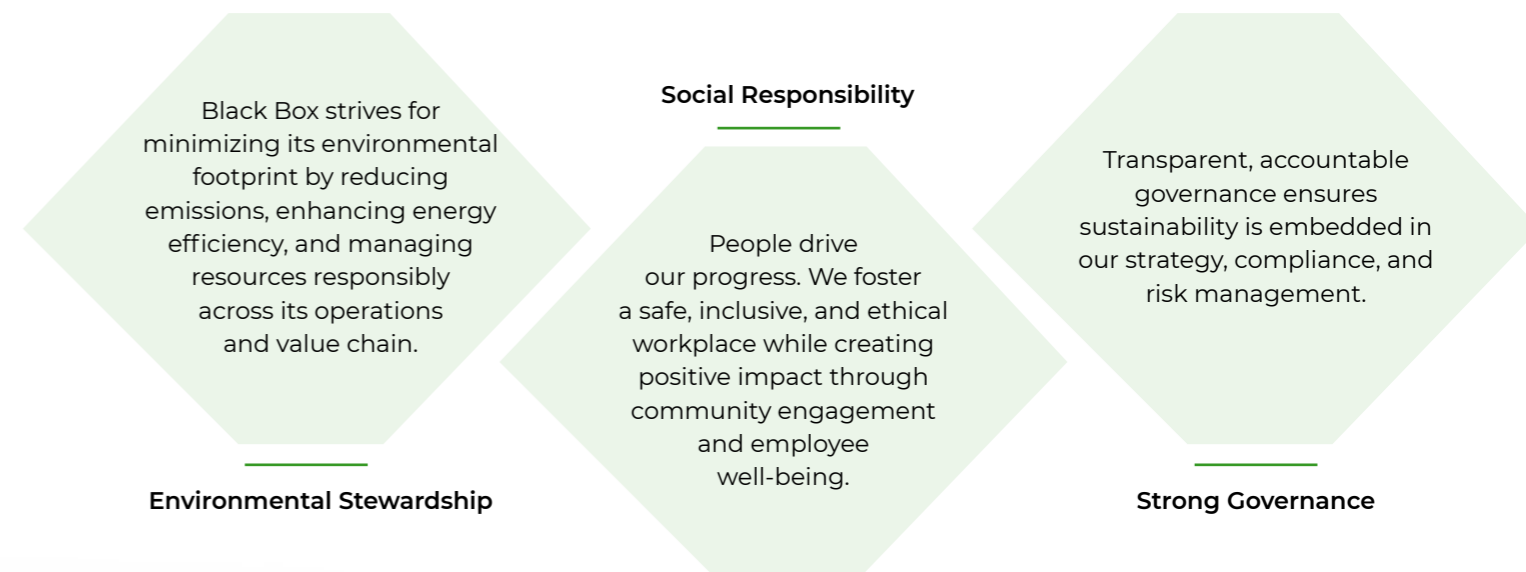 Black Box strives for
minimizing its environmental
footprint by reducing
emissions, enhancing energy
efficiency, and managing
resources responsibly
across its operations
and value chain.
Environmental Stewardship
Social Responsibility
People drive
our progress. We foster
a safe, inclusive, and ethical
workplace while creating
positive impact through
community engagement
and employee
well-being.
Transparent, accountable
governance ensures
sustainability is embedded in
our strategy, compliance, and
risk management.
Strong Governance